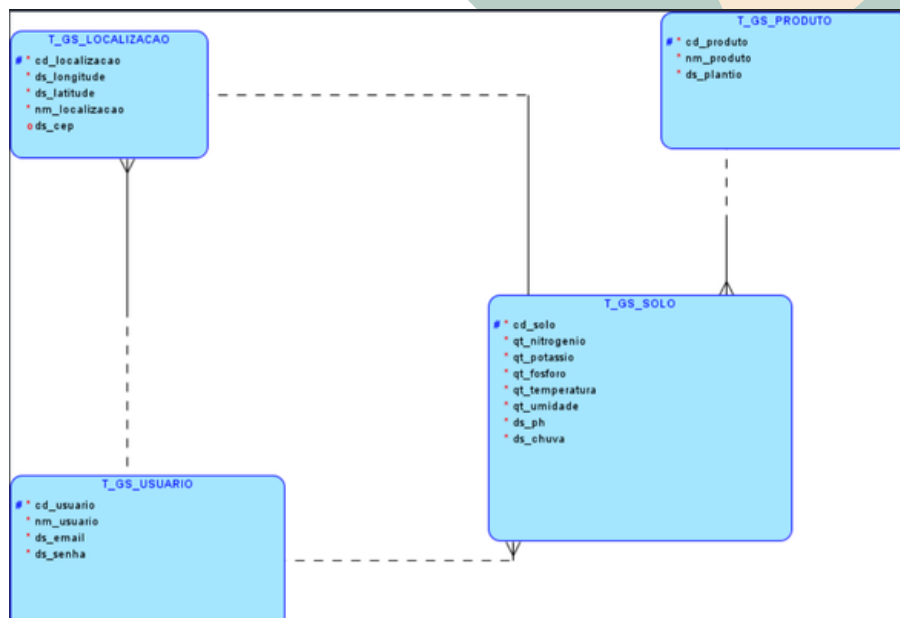 T_GS_LOCALIZACAO
# * cd_localizacao
* ds_longitude
* ds_latitude
* nm_localizacao
o ds_cep
T_GS_PRODUTO
# * cd_produto
* nm_produto
* ds_plantio
T_GS_SOLO
# * cd_solo
* qt_nitrogenio
* qt_potassio
* qt_fosforo
* qt_temperatura
* qt_umidade
* ds_ph
* ds_chuva
T_GS_USUARIO
# * cd_usuario
* nm_usuario
* ds_email
* ds_senha